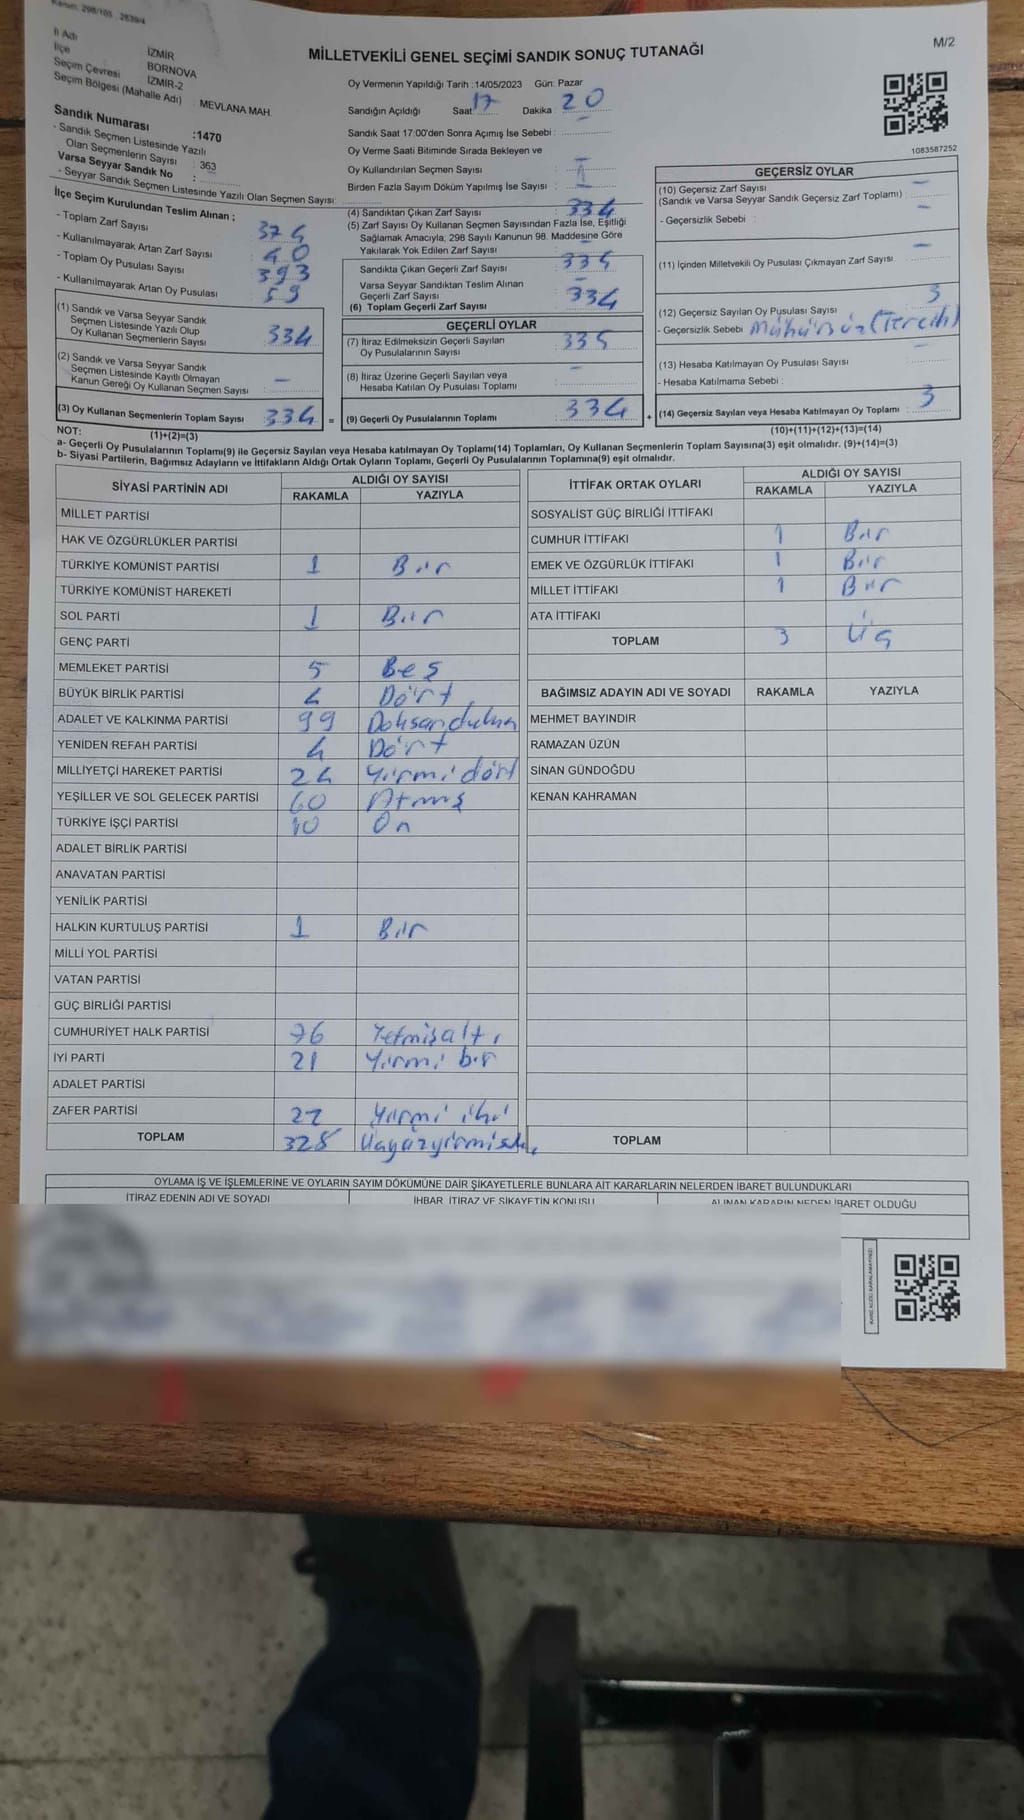 Kanun: 298/105 , 2839/4
İl Adı İZMİR
İlçe BORNOVA
Seçim Çevresi İZMİR-2
Seçim Bölgesi (Mahalle Adı) : MEVLANA MAH.
Sandık Numarası :1470
- Sandık Seçmen Listesinde Yazılı
Olan Seçmenlerin Sayısı : 363
Varsa Seyyar Sandık No :
- Seyyar Sandık Seçmen Listesinde Yazılı Olan Seçmen Sayısı:
MİLLETVEKİLİ GENEL SEÇİMİ SANDIK SONUÇ TUTANAĞI
M/2
Oy Vermenin Yapıldığı Tarih :14/05/2023 Gün: Pazar
Sandığın Açıldığı Saat: 17 Dakika : 20
Sandık Saat 17:00'den Sonra Açımış İse Sebebi :
Oy Verme Saati Bitiminde Sırada Bekleyen ve
Oy Kullandırılan Seçmen Sayısı : –
Birden Fazla Sayım Döküm Yapılmış İse Sayısı : 1
1083587252
İlçe Seçim Kurulundan Teslim Alınan ;
- Toplam Zarf Sayısı : 374
- Kullanılmayarak Artan Zarf Sayısı : 40
- Toplam Oy Pusulası Sayısı : 393
- Kullanılmayarak Artan Oy Pusulası : 59
(1) Sandık ve Varsa Seyyar Sandık
Seçmen Listesinde Yazılı Olup
Oy Kullanan Seçmenlerin Sayısı : 334
(2) Sandık ve Varsa Seyyar Sandık
Seçmen Listesinde Kayıtlı Olmayan
Kanun Gereği Oy Kullanan Seçmen Sayısı : –
(3) Oy Kullanan Seçmenlerin Toplam Sayısı : 334 =
(4) Sandıktan Çıkan Zarf Sayısı : 334
(5) Zarf Sayısı Oy Kullanan Seçmen Sayısından Fazla İse, Eşitliği
Sağlamak Amacıyla; 298 Sayılı Kanunun 98. Maddesine Göre
Yakılarak Yok Edilen Zarf Sayısı : –
Sandıkta Çıkan Geçerli Zarf Sayısı : 334
Varsa Seyyar Sandıktan Teslim Alınan
Geçerli Zarf Sayısı : –
(6) Toplam Geçerli Zarf Sayısı : 334
GEÇERLİ OYLAR
(7) İtiraz Edilmeksizin Geçerli Sayılan
Oy Pusulalarının Sayısı : 334
(8) İtiraz Üzerine Geçerli Sayılan veya
Hesaba Katılan Oy Pusulası Toplamı : –
(9) Geçerli Oy Pusulalarının Toplamı : 334 +
GEÇERSİZ OYLAR
(10) Geçersiz Zarf Sayısı : –
(Sandık ve Varsa Seyyar Sandık Geçersiz Zarf Toplamı) :
- Geçersizlik Sebebi : –
(11) İçinden Milletvekili Oy Pusulası Çıkmayan Zarf Sayısı : –
(12) Geçersiz Sayılan Oy Pusulası Sayısı : 3
- Geçersizlik Sebebi : Mühürsüz(Tercih)
(13) Hesaba Katılmayan Oy Pusulası Sayısı : –
- Hesaba Katılmama Sebebi :
(14) Geçersiz Sayılan veya Hesaba Katılmayan Oy Toplamı : 3
NOT: (1)+(2)=(3)
(10)+(11)+(12)+(13)=(14)
a- Geçerli Oy Pusulalarının Toplamı(9) ile Geçersiz Sayılan veya Hesaba katılmayan Oy Toplamı(14) Toplamları, Oy Kullanan Seçmenlerin Toplam Sayısına(3) eşit olmalıdır. (9)+(14)=(3)
b- Siyasi Partilerin, Bağımsız Adayların ve İttifakların Aldığı Ortak Oyların Toplamı, Geçerli Oy Pusulalarının Toplamına(9) eşit olmalıdır.
SİYASİ PARTİNİN ADI ALDIĞI OY SAYISI
RAKAMLA YAZIYLA
MİLLET PARTİSİ
HAK VE ÖZGÜRLÜKLER PARTİSİ
TÜRKİYE KOMÜNİST PARTİSİ 1 Bir
TÜRKİYE KOMÜNİST HAREKETİ
SOL PARTİ 1 Bir
GENÇ PARTİ
MEMLEKET PARTİSİ 5 Beş
BÜYÜK BİRLİK PARTİSİ 4 Dört
ADALET VE KALKINMA PARTİSİ 99 Doksandokuz
YENİDEN REFAH PARTİSİ 4 Dört
MİLLİYETÇİ HAREKET PARTİSİ 24 Yirmi dört
YEŞİLLER VE SOL GELECEK PARTİSİ 60 Atmış
TÜRKİYE İŞÇİ PARTİSİ 10 On
ADALET BİRLİK PARTİSİ
ANAVATAN PARTİSİ
YENİLİK PARTİSİ
HALKIN KURTULUŞ PARTİSİ 1 Bir
MİLLİ YOL PARTİSİ
VATAN PARTİSİ
GÜÇ BİRLİĞİ PARTİSİ
CUMHURİYET HALK PARTİSİ 76 Yetmişaltı
İYİ PARTİ 21 Yirmi bir
ADALET PARTİSİ
ZAFER PARTİSİ 22 Yirmi iki
TOPLAM 328
İTTİFAK ORTAK OYLARI ALDIĞI OY SAYISI
RAKAMLA YAZIYLA
SOSYALİST GÜÇ BİRLİĞİ İTTİFAKI
CUMHUR İTTİFAKI 1 Bir
EMEK VE ÖZGÜRLÜK İTTİFAKI 1 Bir
MİLLET İTTİFAKI 1 Bir
ATA İTTİFAKI
TOPLAM 3 Üç
BAĞIMSIZ ADAYIN ADI VE SOYADI RAKAMLA YAZIYLA
MEHMET BAYINDIR
RAMAZAN ÜZÜN
SİNAN GÜNDOĞDU
KENAN KAHRAMAN
TOPLAM
OYLAMA İŞ VE İŞLEMLERİNE VE OYLARIN SAYIM DÖKÜMÜNE DAİR ŞİKAYETLERLE BUNLARA AİT KARARLARIN NELERDEN İBARET BULUNDUKLARI
İTİRAZ EDENİN ADI VE SOYADI İHBAR, İTİRAZ VE ŞİKAYETİN KONUSU ALINAN KARARIN NEDEN İBARET OLDUĞU